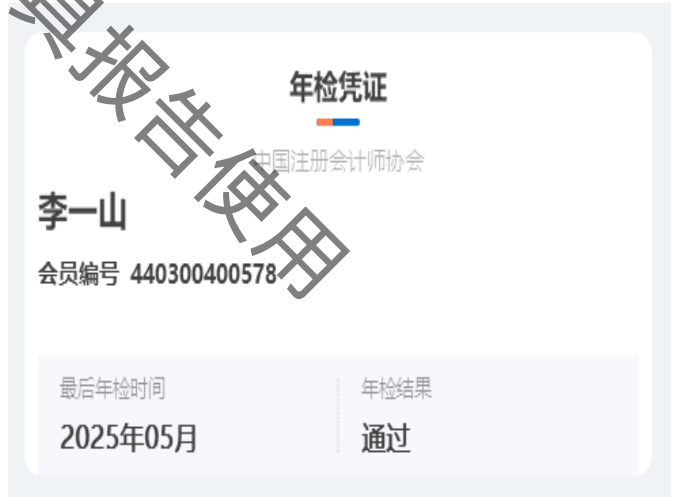 年检凭证
中国注册会计师协会
李一山
会员编号 440300400578
最后年检时间
2025年05月
年检结果
通过
报告使用